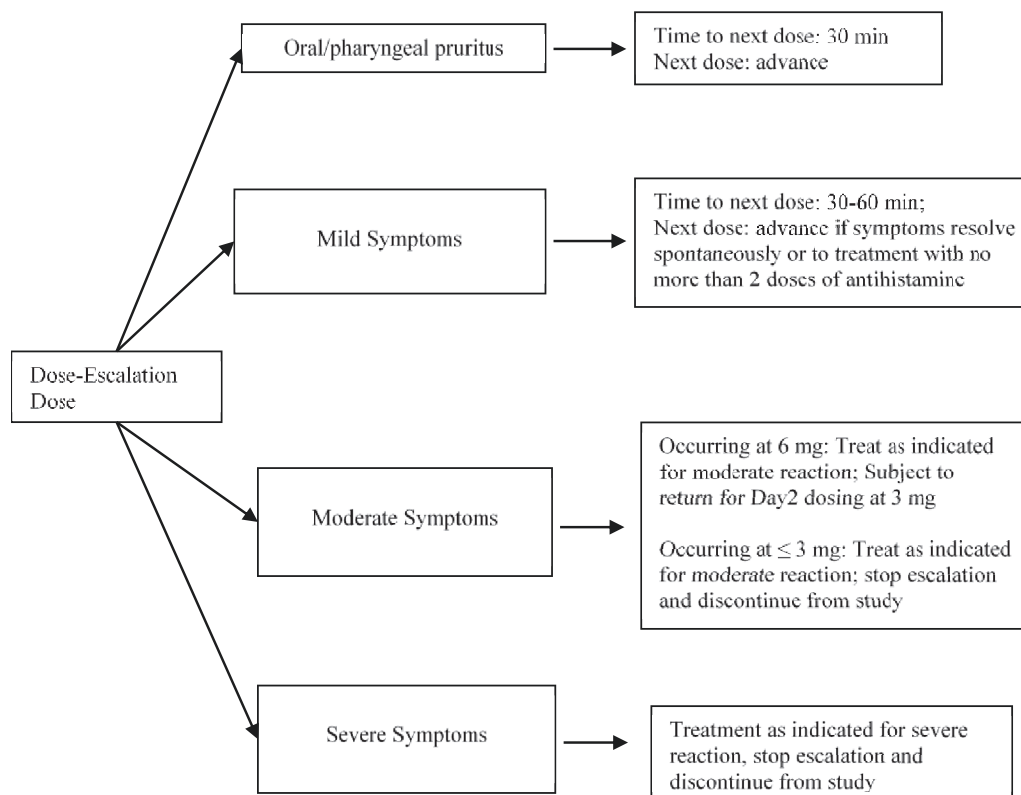 Oral/pharyngeal pruritus
Time to next dose: 30 min
Next dose: advance
Mild Symptoms
Time to next dose: 30-60 min;
Next dose: advance if symptoms resolve
spontaneously or to treatment with no
more than 2 doses of antihistamine
Dose-Escalation
Dose
Moderate Symptoms
Occurring at 6 mg: Treat as indicated
for moderate reaction; Subject to
return for Day2 dosing at 3 mg
Occurring at ≤ 3 mg: Treat as indicated
for moderate reaction; stop escalation
and discontinue from study
Severe Symptoms
Treatment as indicated for severe
reaction, stop escalation and
discontinue from study